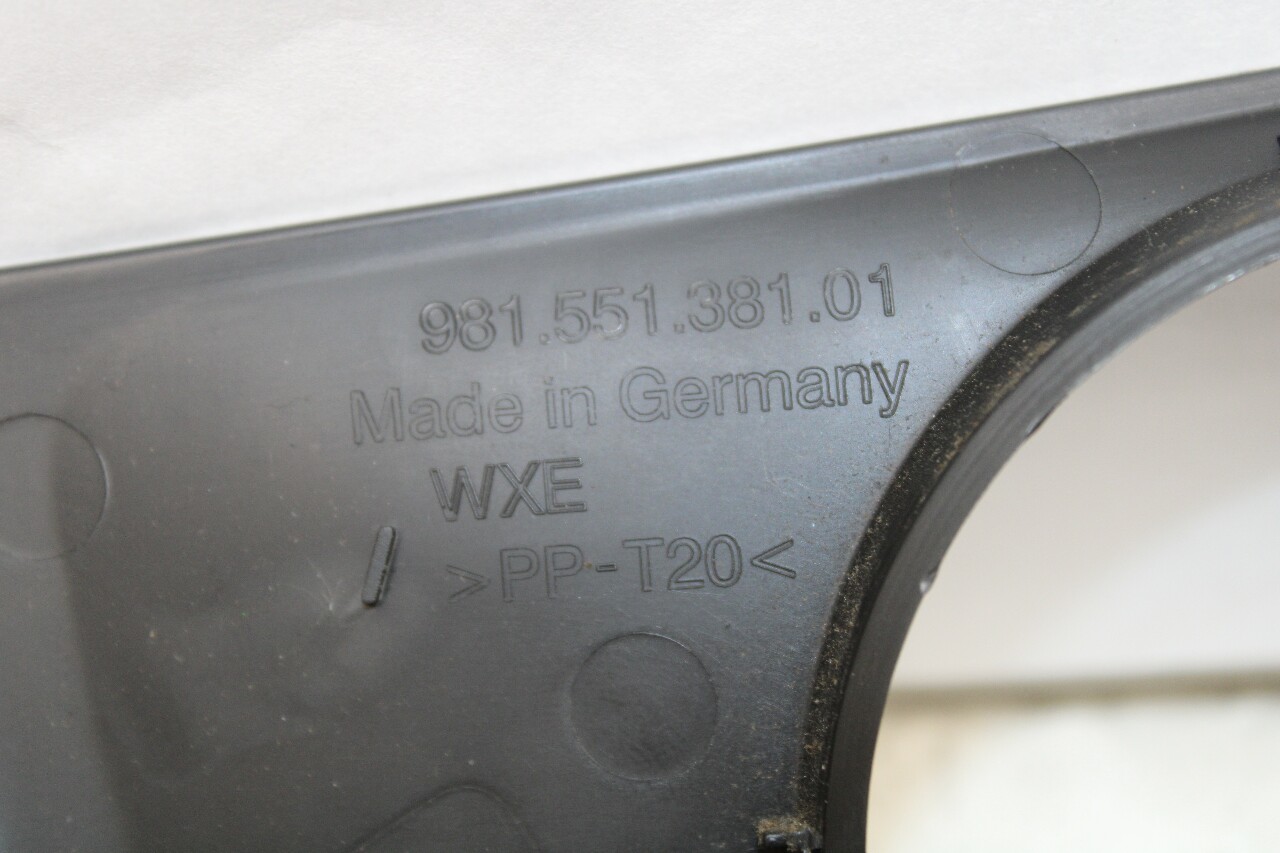 981.551.381.01
Made in Germany
WXE
>PP-T20<